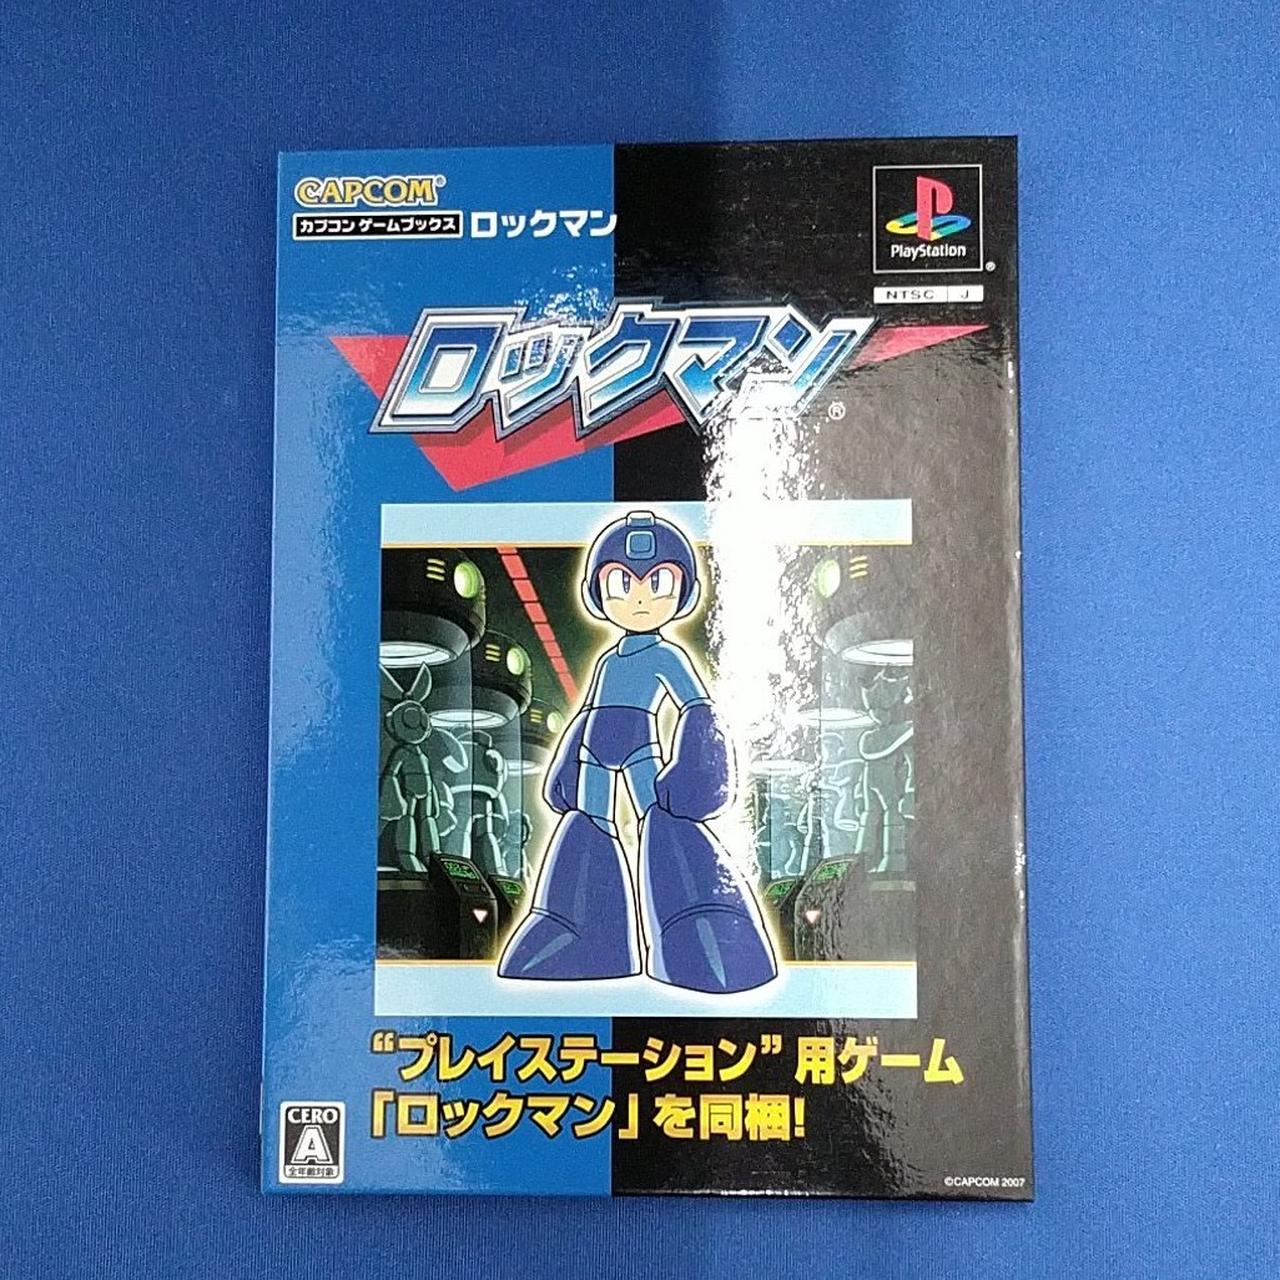 CAPCOM®
カプコン ゲームブックス ロックマン
PlayStation
®
NTSC J
ロックマン
®
“プレイステーション” 用ゲーム
「ロックマン」を同梱!
CERO
A
全年齢対象
©CAPCOM 2007